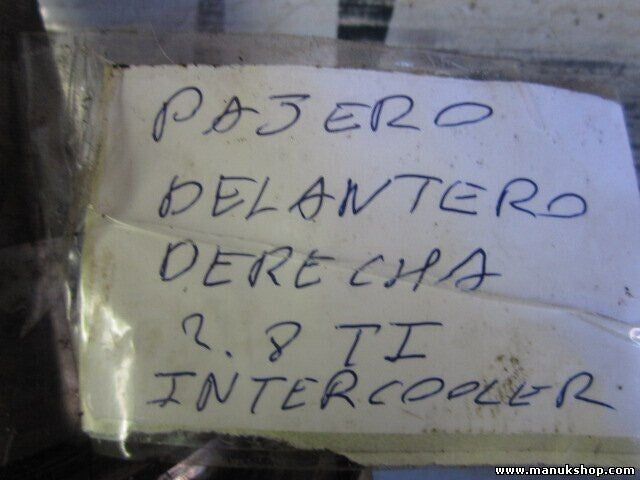 PAJERO
DELANTERO
DERECHA
2.8 TI
INTERCOOLER
www.manukshop.com